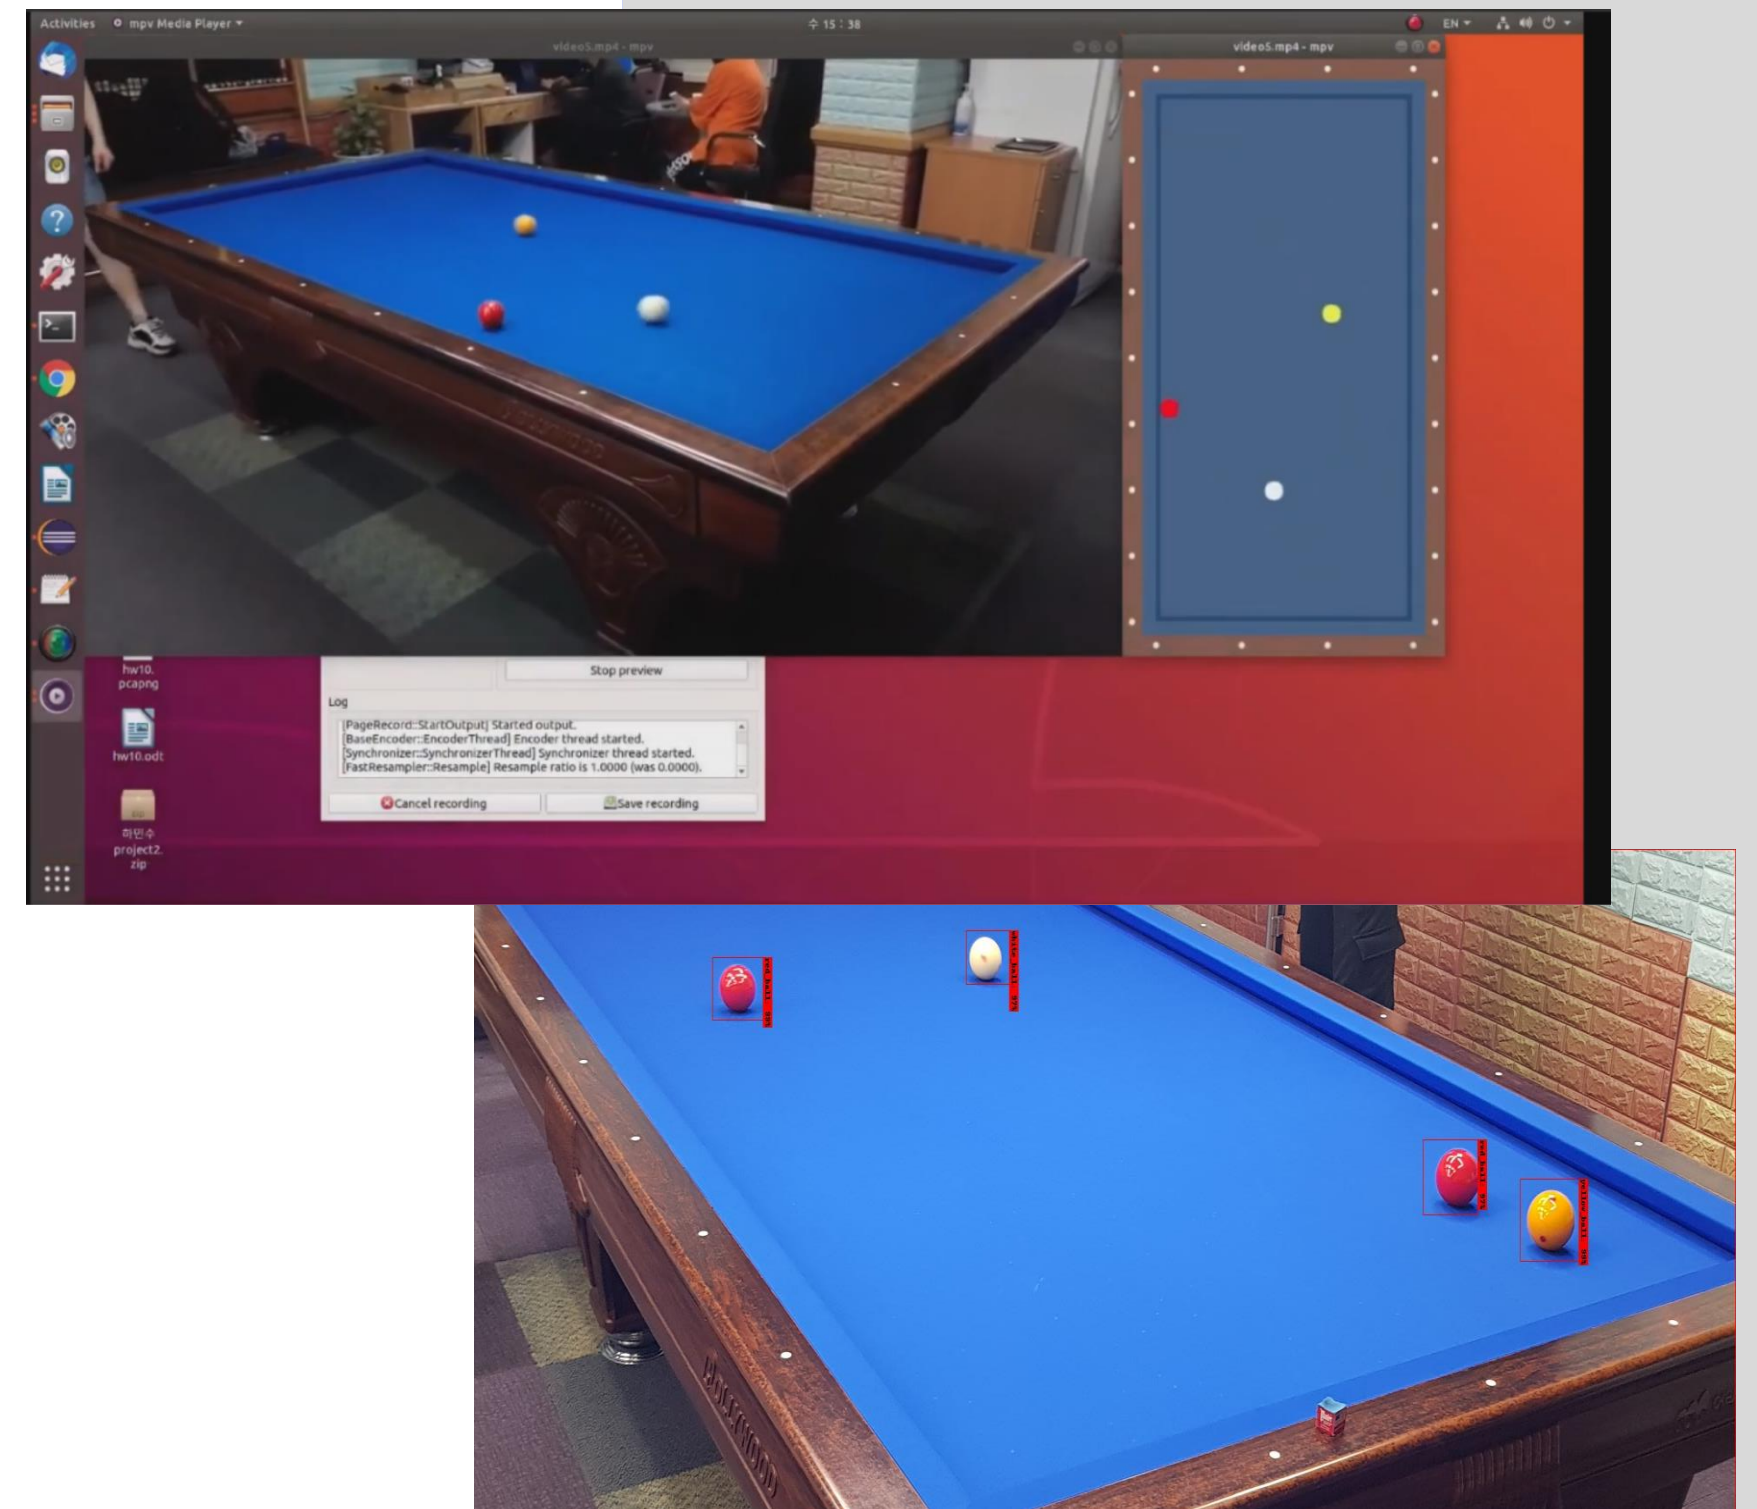 Activities
mpv Media Player
수 15 : 38
EN
video5.mp4 - mpv
video5.mp4 - mpv
hw10.
pcapng
hw10.odt
하민수
project2.
zip
Stop preview
Log
[PageRecord::StartOutput] Started output.
[BaseEncoder::EncoderThread] Encoder thread started.
[Synchronizer::SynchronizerThread] Synchronizer thread started.
[FastResampler::Resample] Resample ratio is 1.0000 (was 0.0000).
Cancel recording
Save recording
HOLLYWOOD